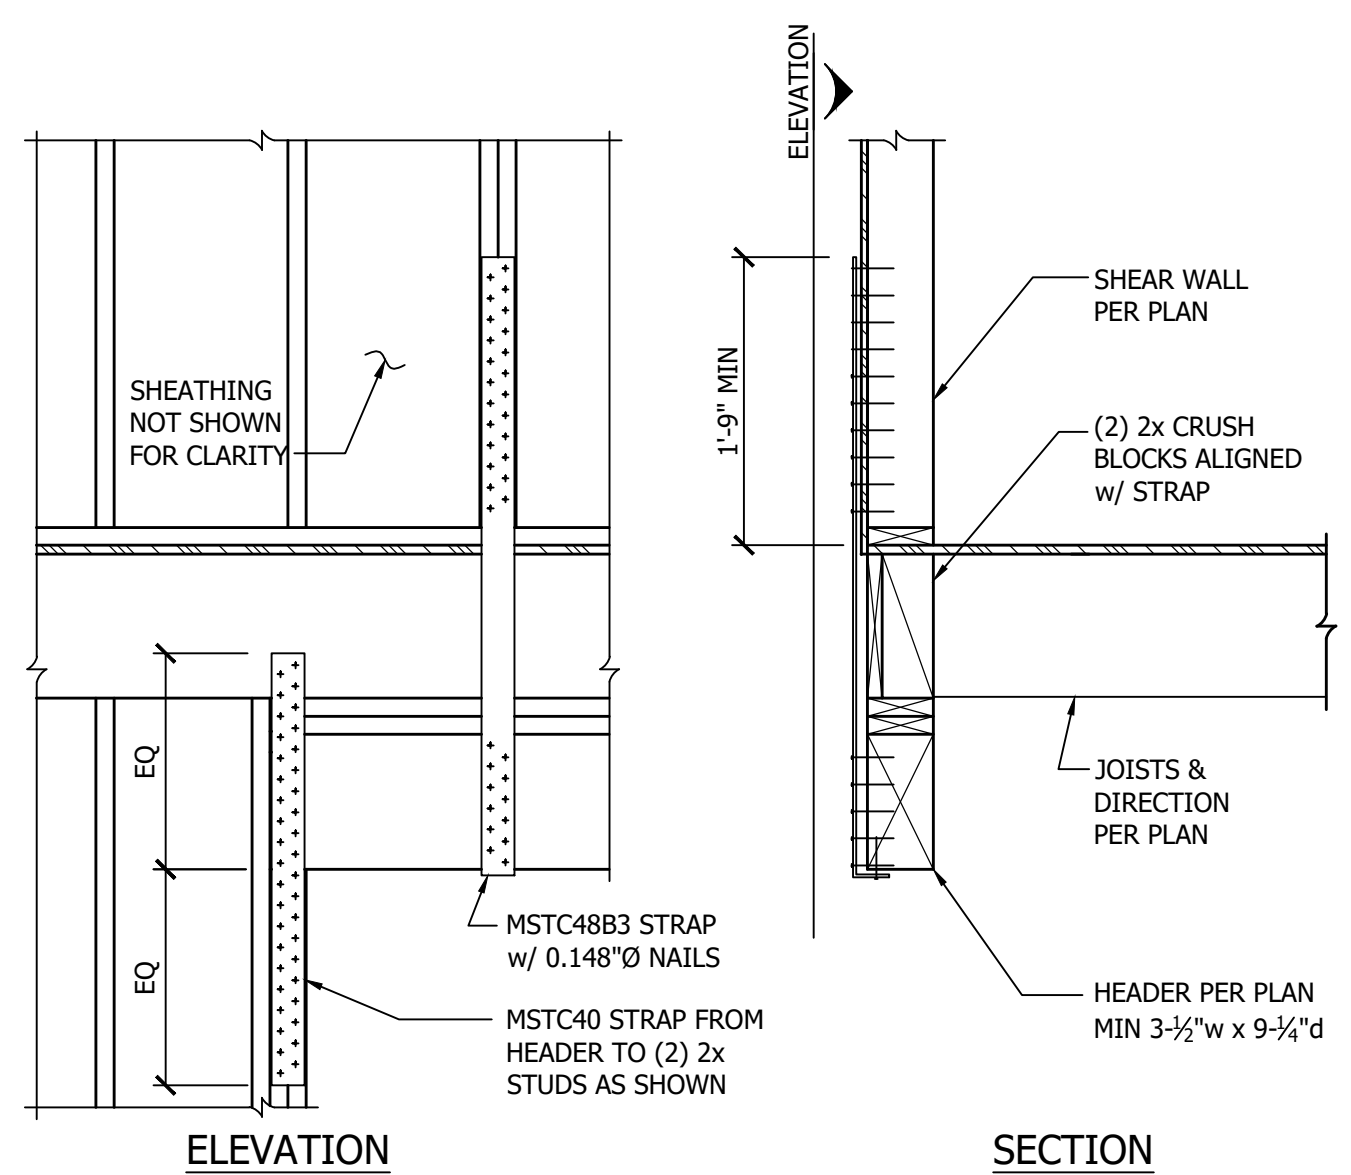 ELEVATION
SHEATHING
NOT SHOWN
FOR CLARITY
1'-9" MIN
SHEAR WALL
PER PLAN
(2) 2x CRUSH
BLOCKS ALIGNED
w/ STRAP
EQ
EQ
JOISTS &
DIRECTION
PER PLAN
MSTC48B3 STRAP
w/ 0.148"Ø NAILS
MSTC40 STRAP FROM
HEADER TO (2) 2x
STUDS AS SHOWN
HEADER PER PLAN
MIN 3-½"w x 9-¼"d
ELEVATION
SECTION